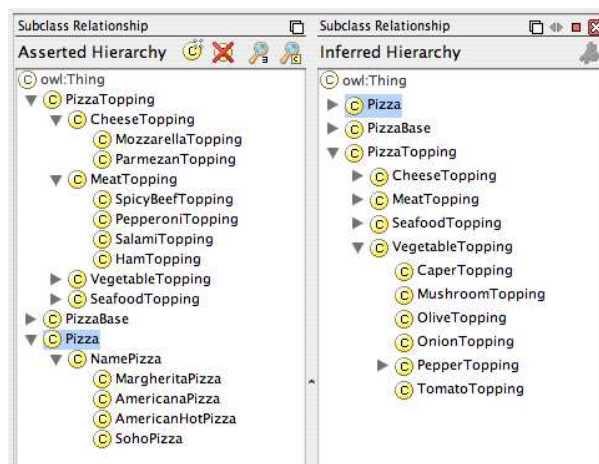 Subclass Relationship
Asserted Hierarchy
owl:Thing
PizzaTopping
CheeseTopping
MozzarellaTopping
ParmezanTopping
MeatTopping
SpicyBeefTopping
PepperoniTopping
SalamiTopping
HamTopping
VegetableTopping
SeafoodTopping
PizzaBase
Pizza
NamePizza
MargheritaPizza
AmericanaPizza
AmericanHotPizza
SohoPizza
Subclass Relationship
Inferred Hierarchy
owl:Thing
Pizza
PizzaBase
PizzaTopping
CheeseTopping
MeatTopping
SeafoodTopping
VegetableTopping
CaperTopping
MushroomTopping
OliveTopping
OnionTopping
PepperTopping
TomatoTopping